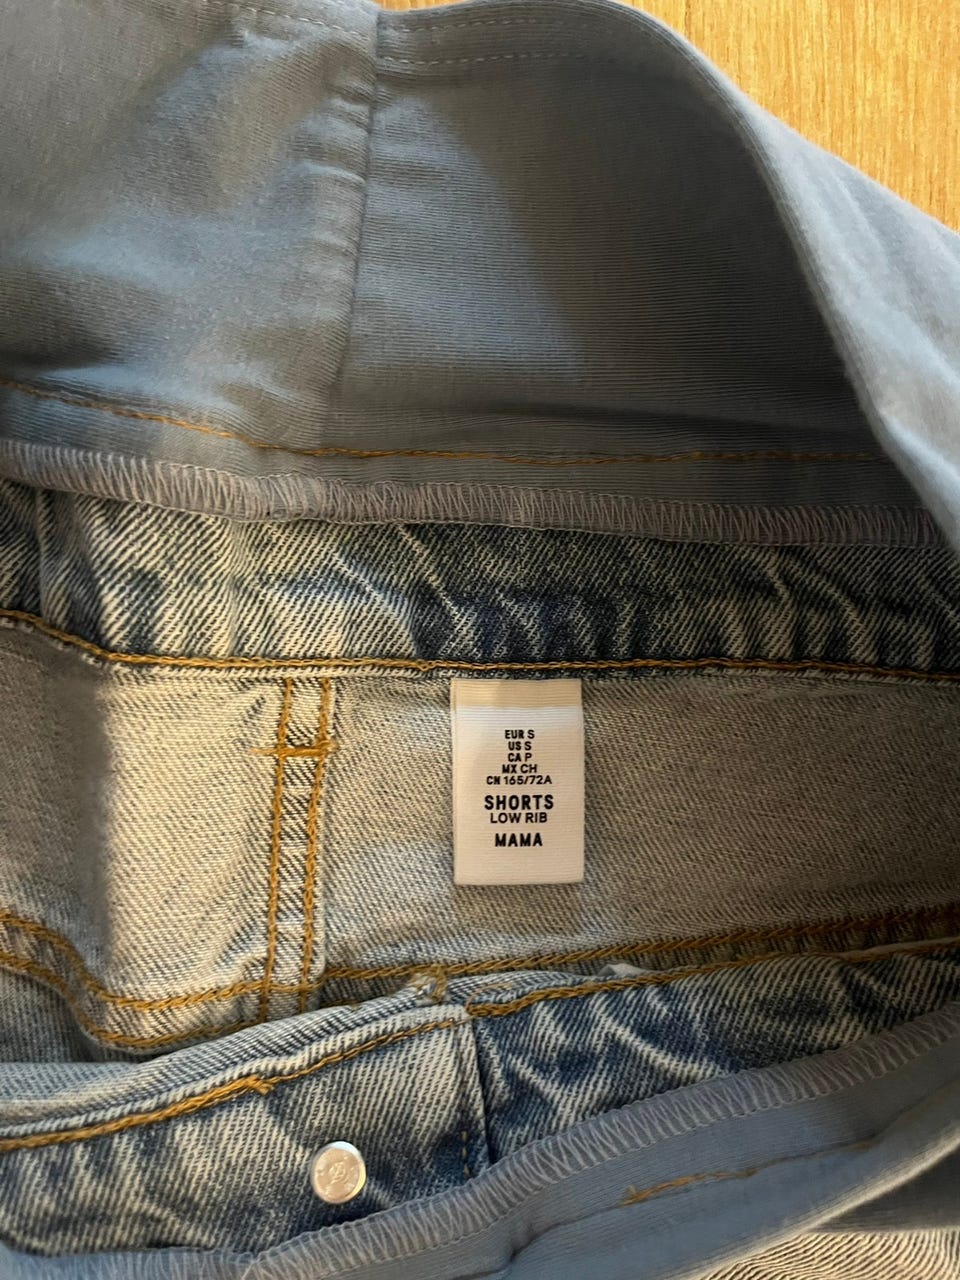 EUR S
US S
CA P
MX CH
CN 165/72A
SHORTS
LOW RIB
MAMA